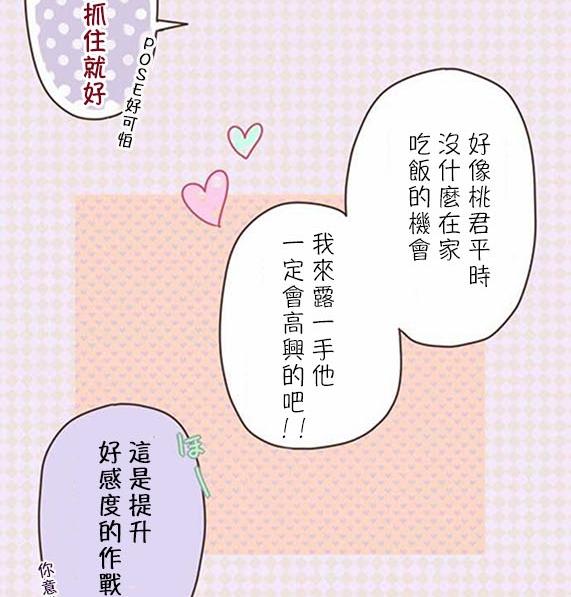 抓住就好
POSE好可怕
好像桃君平時
沒什麼在家
吃飯的機會
我來露一手他
一定會高興的吧!!
ほー
這是提升
好感度的作戰
你意